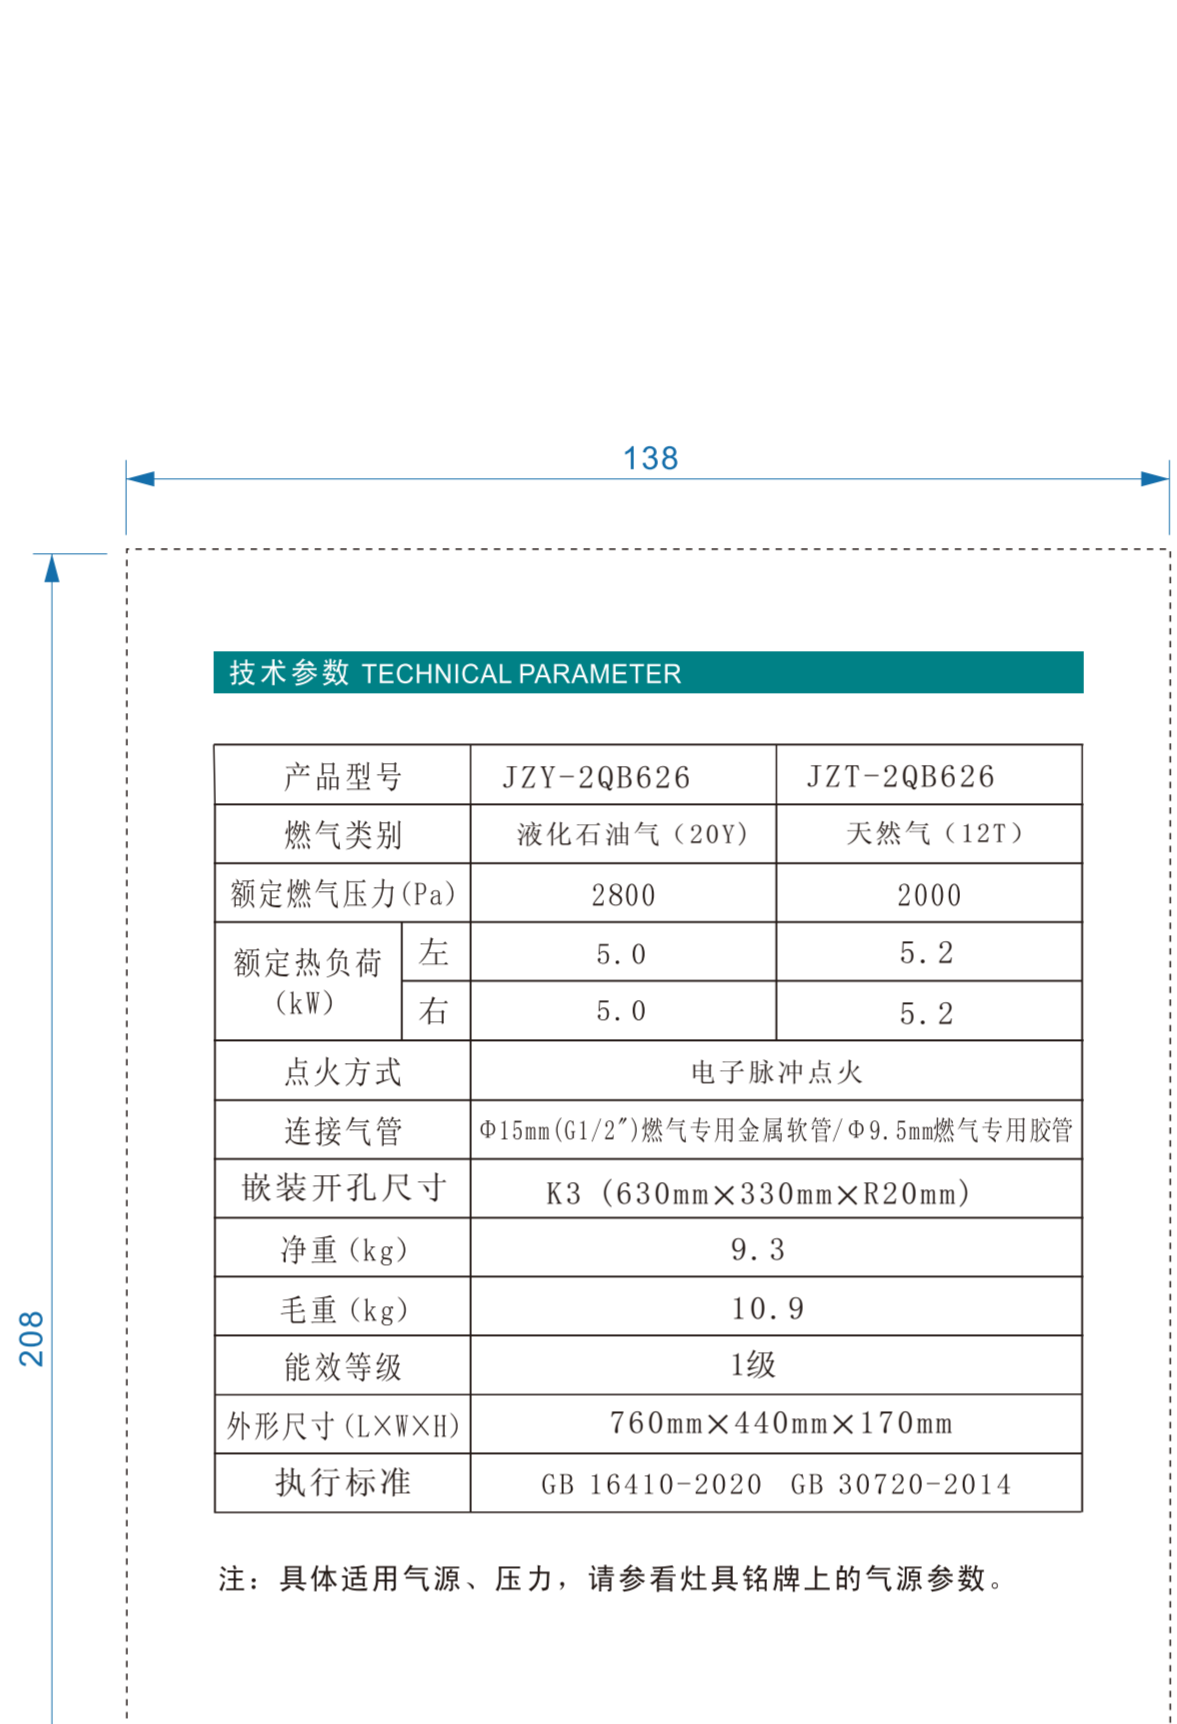 138
208
技术参数 TECHNICAL PARAMETER
产品型号 JZY-2QB626 JZT-2QB626
燃气类别 液化石油气（20Y） 天然气（12T）
额定燃气压力(Pa) 2800 2000
额定热负荷
(kW)
左 5.0 5.2
右 5.0 5.2
点火方式 电子脉冲点火
连接气管 Φ15mm(G1/2″)燃气专用金属软管/Φ9.5mm燃气专用胶管
嵌装开孔尺寸 K3（630mm×330mm×R20mm）
净重(kg) 9.3
毛重(kg) 10.9
能效等级 1级
外形尺寸(L×W×H) 760mm×440mm×170mm
执行标准 GB 16410-2020 GB 30720-2014
注：具体适用气源、压力，请参看灶具铭牌上的气源参数。